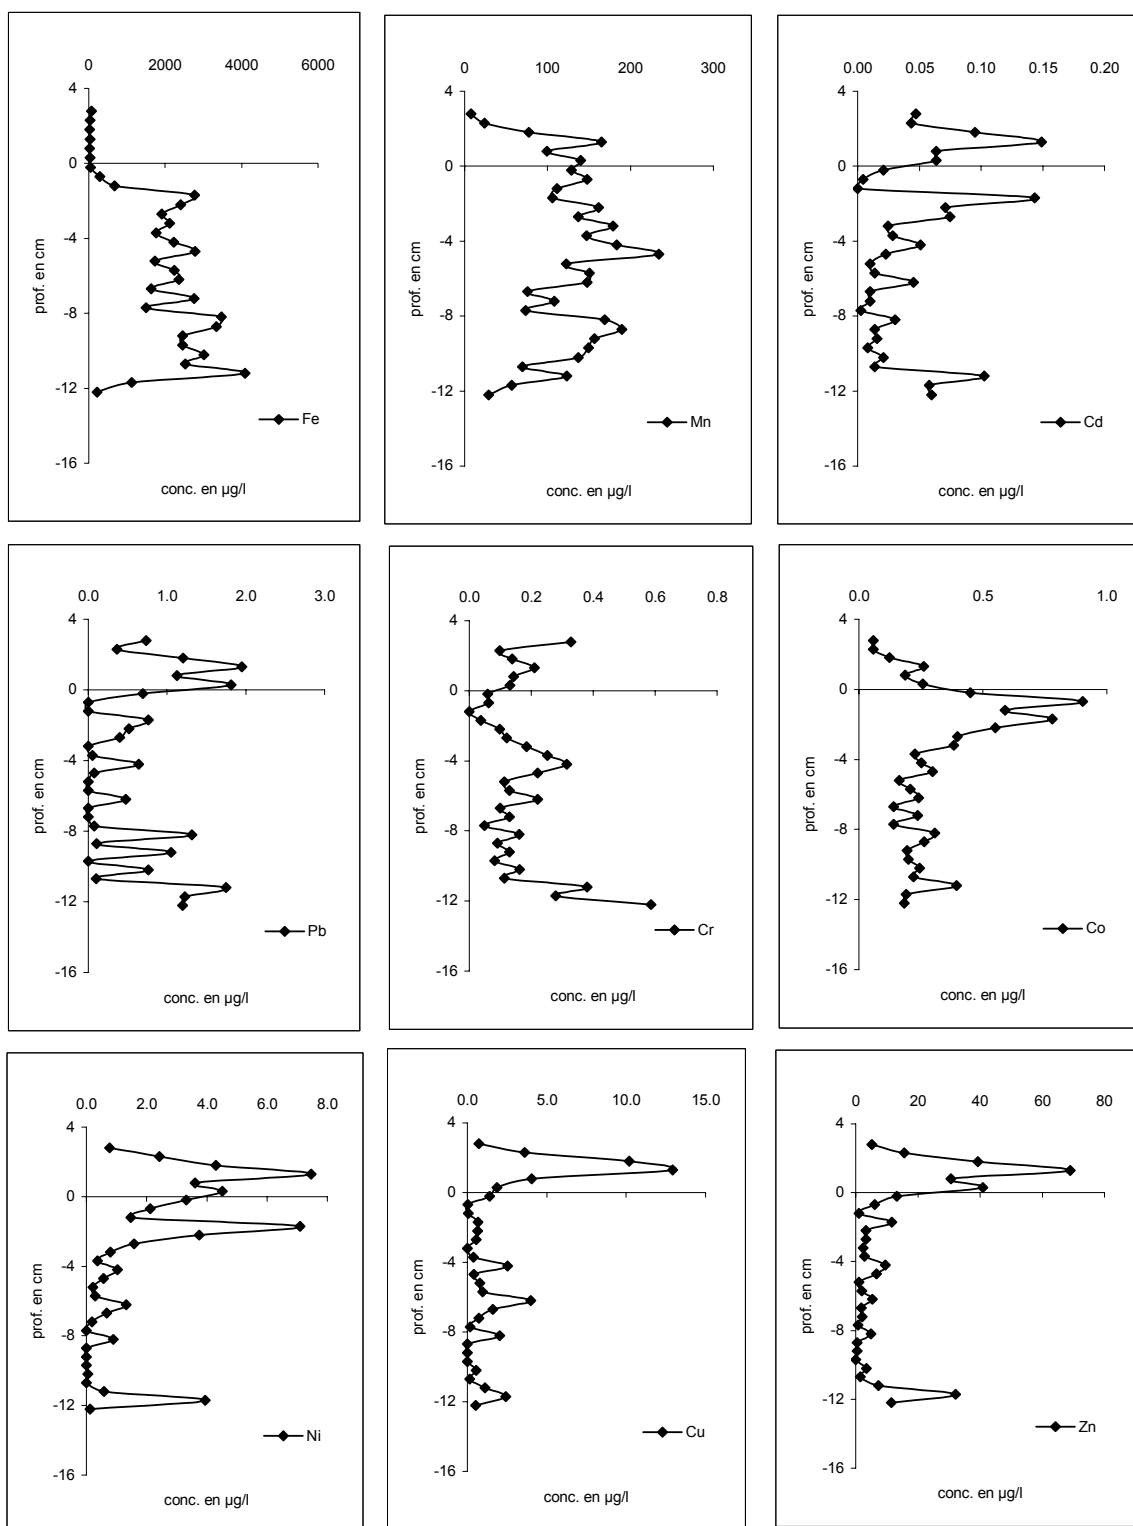 0 2000 4000 6000
4
0
-4
-8
-12
-16
prof. en cm
Fe
conc. en µg/l
0 100 200 300
4
0
-4
-8
-12
-16
prof. en cm
Mn
conc. en µg/l
0.00 0.05 0.10 0.15 0.20
4
0
-4
-8
-12
-16
prof. en cm
Cd
conc. en µg/l
0.0 1.0 2.0 3.0
4
0
-4
-8
-12
-16
prof. en cm
Pb
conc. en µg/l
0.0 0.2 0.4 0.6 0.8
4
0
-4
-8
-12
-16
prof. en cm
Cr
conc. en µg/l
0.0 0.5 1.0
4
0
-4
-8
-12
-16
prof. en cm
Co
conc. en µg/l
0.0 2.0 4.0 6.0 8.0
4
0
-4
-8
-12
-16
prof. en cm
Ni
conc. en µg/l
0.0 5.0 10.0 15.0
4
0
-4
-8
-12
-16
prof. en cm
Cu
conc. en µg/l
0 20 40 60 80
4
0
-4
-8
-12
-16
prof. en cm
Zn
conc. en µg/l